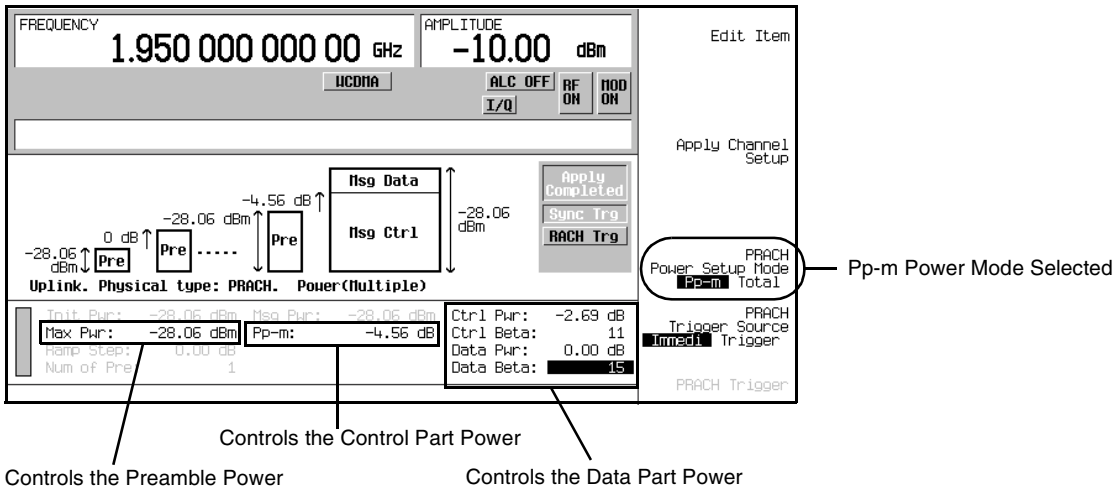 FREQUENCY
1.950 000 000 00 GHz
AMPLITUDE
-10.00 dBm
WCDMA
ALC OFF
I/Q
RF ON
MOD ON
Edit Item
Apply Channel
Setup
PRACH
Power Setup Mode
Pp-m Total
Pp-m Power Mode Selected
PRACH
Trigger Source
Immedi Trigger
PRACH Trigger
Apply
Completed
Sync Trg
RACH Trg
Msg Data
Msg Ctrl
-28.06
dBm
-4.56 dB
Pre
-28.06 dBm
Pre
.....
0 dB
Pre
-28.06
dBm
Uplink. Physical type: PRACH. Power(Multiple)
Init Pwr: -28.06 dBm
Max Pwr: -28.06 dBm
Ramp Step: 0.00 dB
Num of Pre 1
Msg Pwr: -28.06 dBm
Pp-m: -4.56 dB
Ctrl Pwr: -2.69 dB
Ctrl Beta: 11
Data Pwr: 0.00 dB
Data Beta: 15
Controls the Control Part Power
Controls the Preamble Power
Controls the Data Part Power